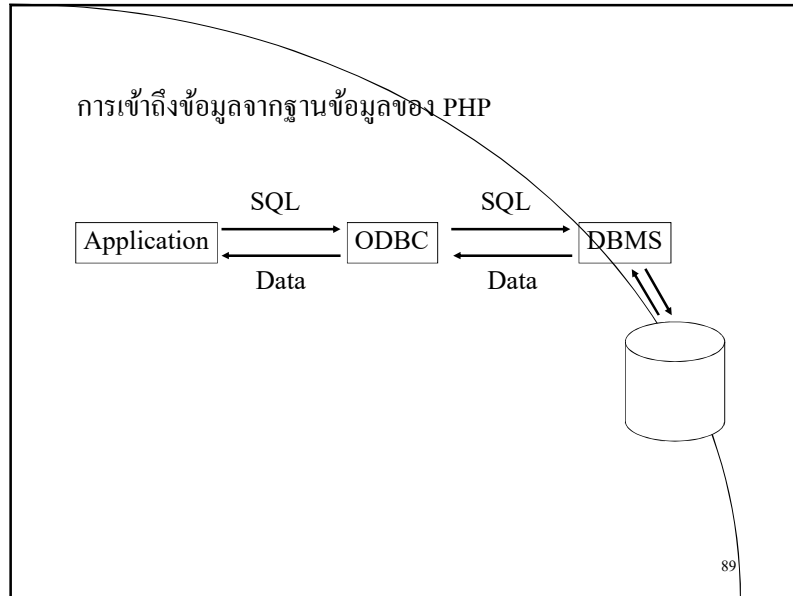 การเข้าถึงข้อมูลจากฐานข้อมูลของ PHP
SQL SQL
Application ODBC DBMS
Data Data
89